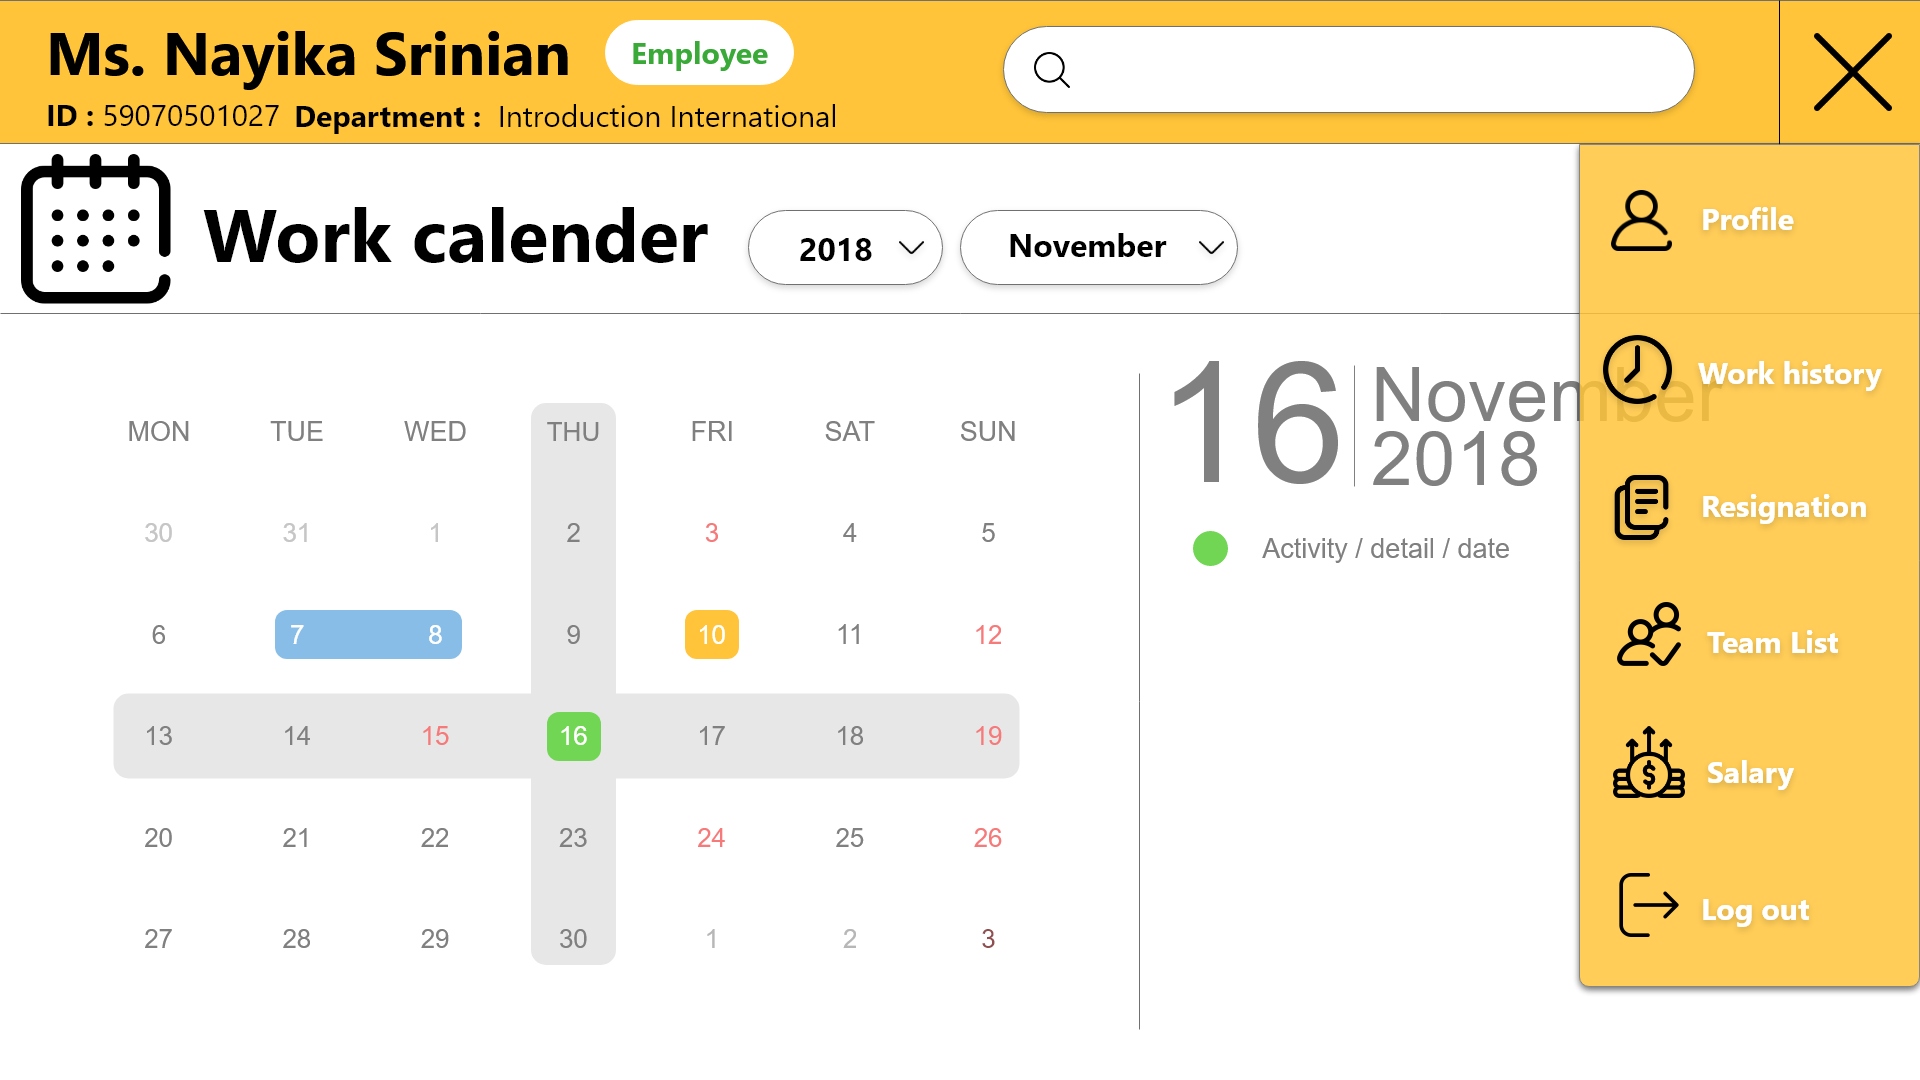 Ms. Nayika Srinian Employee
ID : 59070501027 Department : Introduction International
Work calender 2018 November
MON TUE WED THU FRI SAT SUN
30 31 1 2 3 4 5
6 7 8 9 10 11 12
13 14 15 16 17 18 19
20 21 22 23 24 25 26
27 28 29 30 1 2 3
16 November
2018
Activity / detail / date
Profile
Work history
Resignation
Team List
$
Salary
Log out